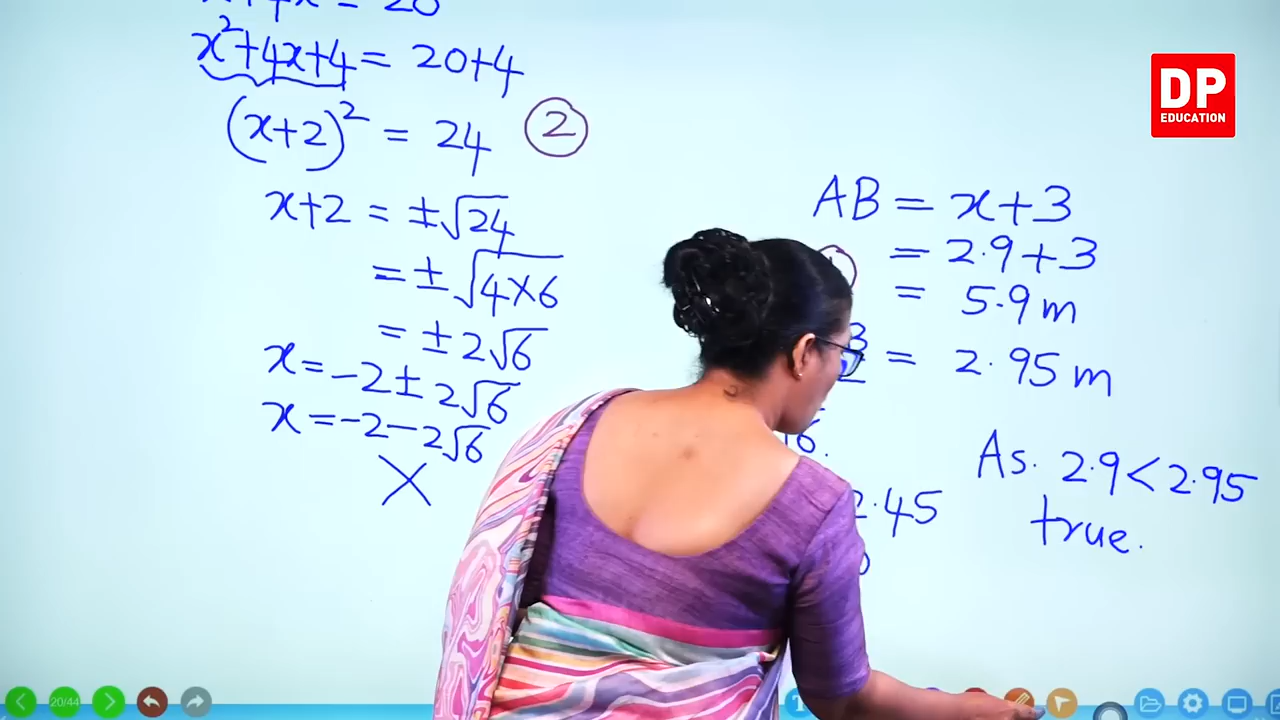 x²+4x+4 = 20+4
(x+2)² = 24 ②
x+2 = ±√24
= ±√4×6
= ±2√6
x = -2±2√6
x = -2-2√6
×
AB = x+3
= 2.9+3
= 5.9 m
= 2.95 m
2.45
As. 2.9 < 2.95
true.
DP
EDUCATION
20/44